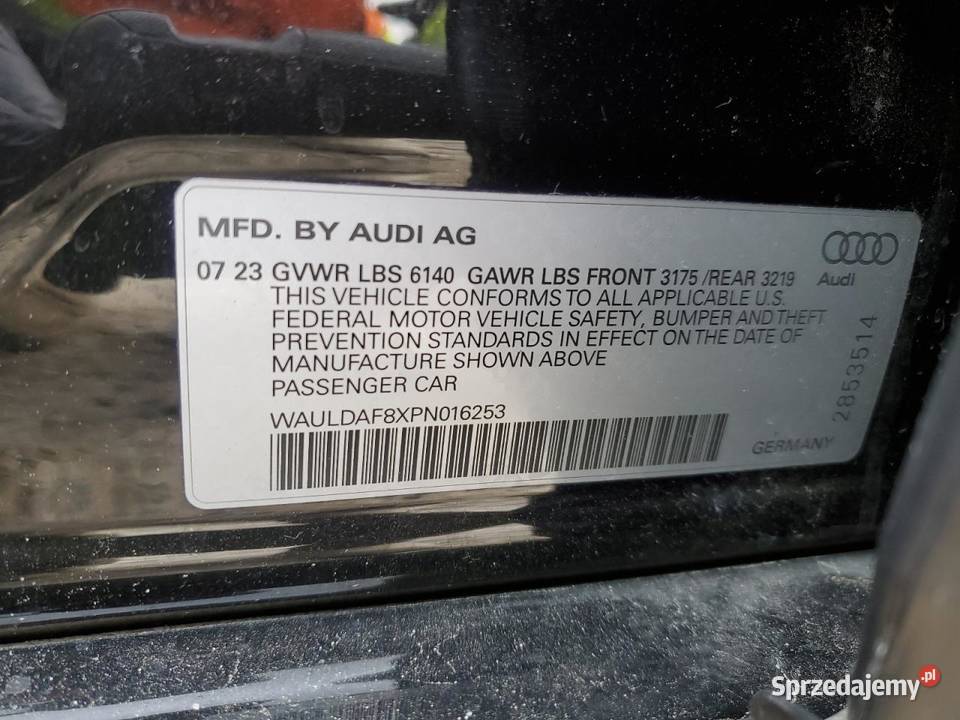 MFD. BY AUDI AG
07 23 GVWR LBS 6140 GAWR LBS FRONT 3175 /REAR 3219
Audi
THIS VEHICLE CONFORMS TO ALL APPLICABLE U.S.
FEDERAL MOTOR VEHICLE SAFETY, BUMPER AND THEFT
PREVENTION STANDARDS IN EFFECT ON THE DATE OF
MANUFACTURE SHOWN ABOVE
PASSENGER CAR
WAULDAF8XPN016253
2853514
GERMANY
Sprzedajemy.pl